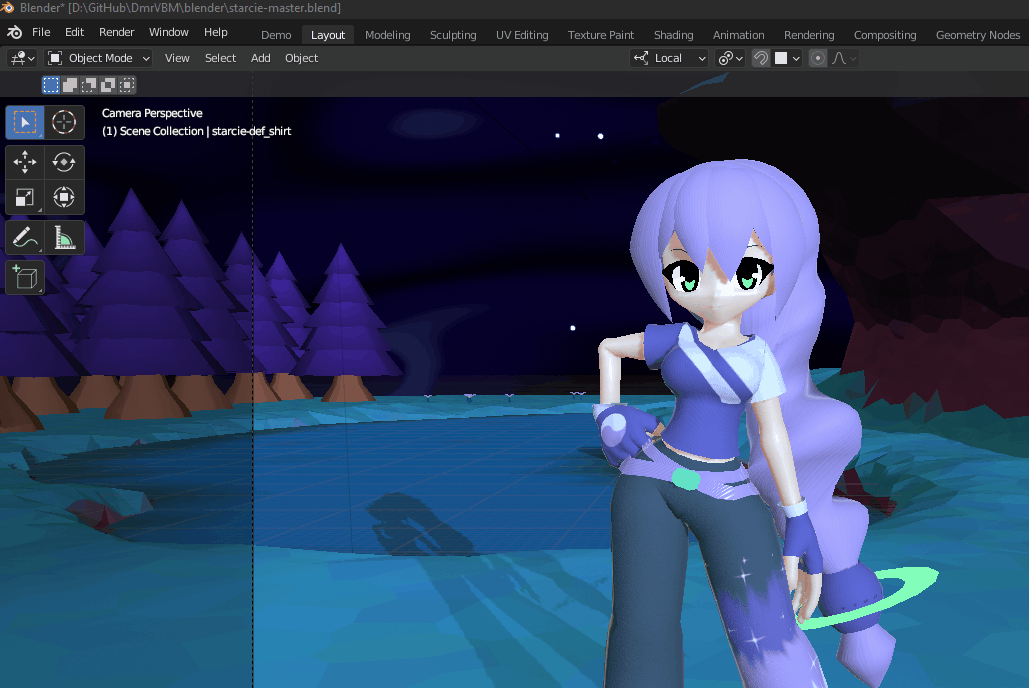 Blender* [D:\GitHub\DmrVBM\blender\starcie-master.blend]
File Edit Render Window Help Demo Layout Modeling Sculpting UV Editing Texture Paint Shading Animation Rendering Compositing Geometry Nodes
Object Mode View Select Add Object Local
Camera Perspective
(1) Scene Collection | starcie-def_shirt